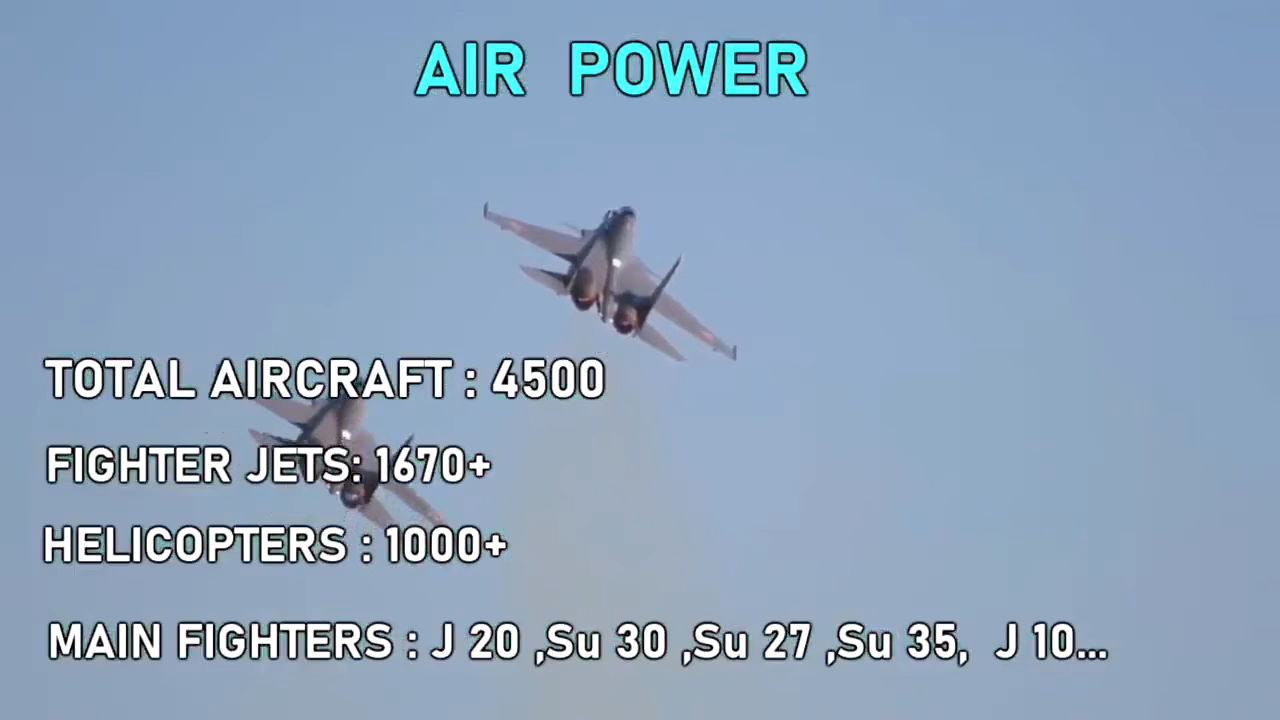 AIR POWER
TOTAL AIRCRAFT : 4500
FIGHTER JETS: 1670+
HELICOPTERS : 1000+
MAIN FIGHTERS : J 20 ,Su 30 ,Su 27 ,Su 35, J 10...